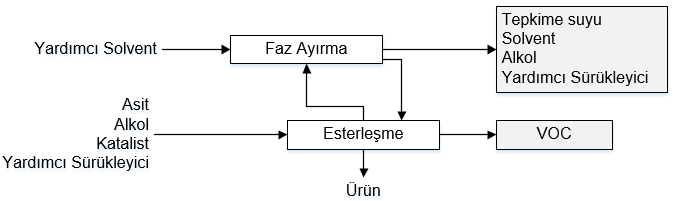 Yardımcı Solvent
Faz Ayırma
Tepkime suyu
Solvent
Alkol
Yardımcı Sürükleyici
Asit
Alkol
Katalist
Yardımcı Sürükleyici
Esterleşme
VOC
Ürün